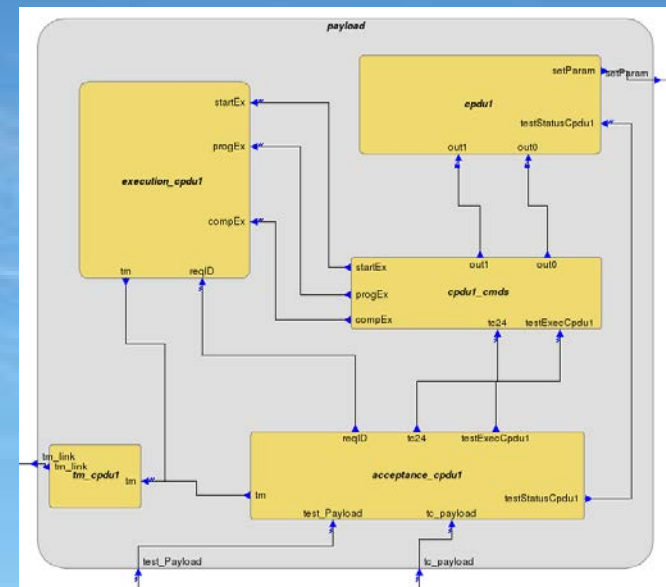 payload
setParam
setParam
cpdu1
testStatusCpdu1
out1
out0
startEx
progEx
execution_cpdu1
compEx
tm
reqID
startEx
out1
out0
progEx
cpdu1_cmds
compEx
tc24
testExecCpdu1
reqID
tc24
testExecCpdu1
tm_link
tm_link
tm
tm_cpdu1
tm
acceptance_cpdu1
testStatusCpdu1
test_Payload
tc_payload
test_Payload
tc_payload